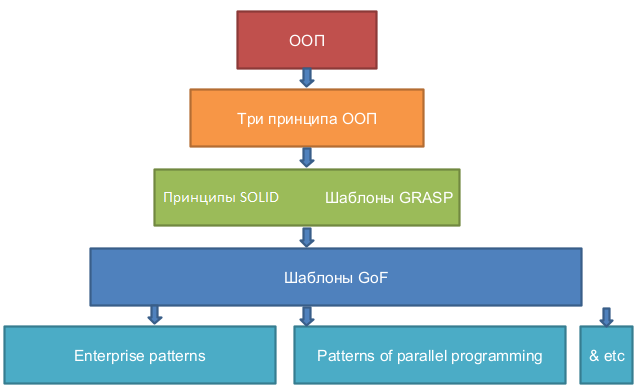 ООП
Три принципа ООП
Принципы SOLID
Шаблоны GRASP
Шаблоны GoF
Enterprise patterns
Patterns of parallel programming
& etc